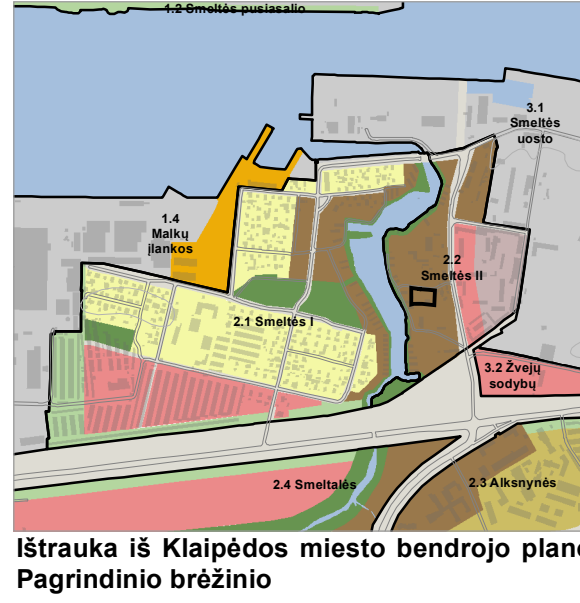 1.2 Smeltės pusiasalio
3.1
Smeltės
uosto
1.4
Malkų
įlankos
2.2
Smeltės II
2.1 Smeltės I
3.2 Žvejų
sodybų
2.4 Smeltalės
2.3 Alksnynės
Ištrauka iš Klaipėdos miesto bendrojo
Pagrindinio brėžinio